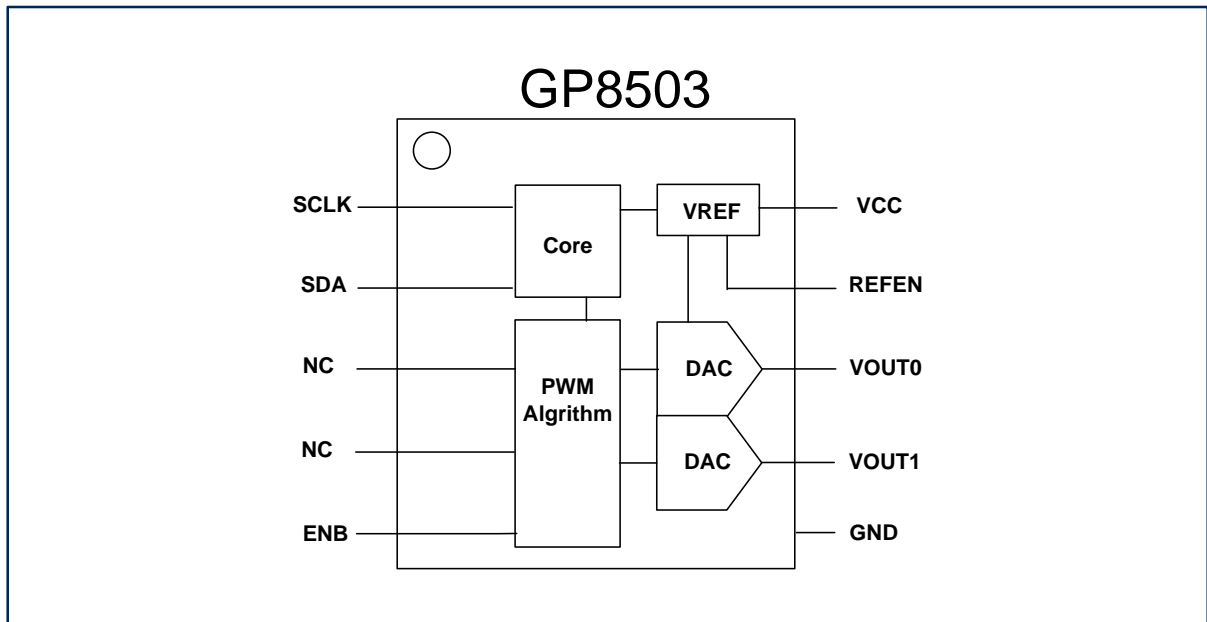 GP8503
SCLK
SDA
NC
NC
ENB
Core
PWM
Algrithm
VREF
DAC
DAC
VCC
REFEN
VOUT0
VOUT1
GND